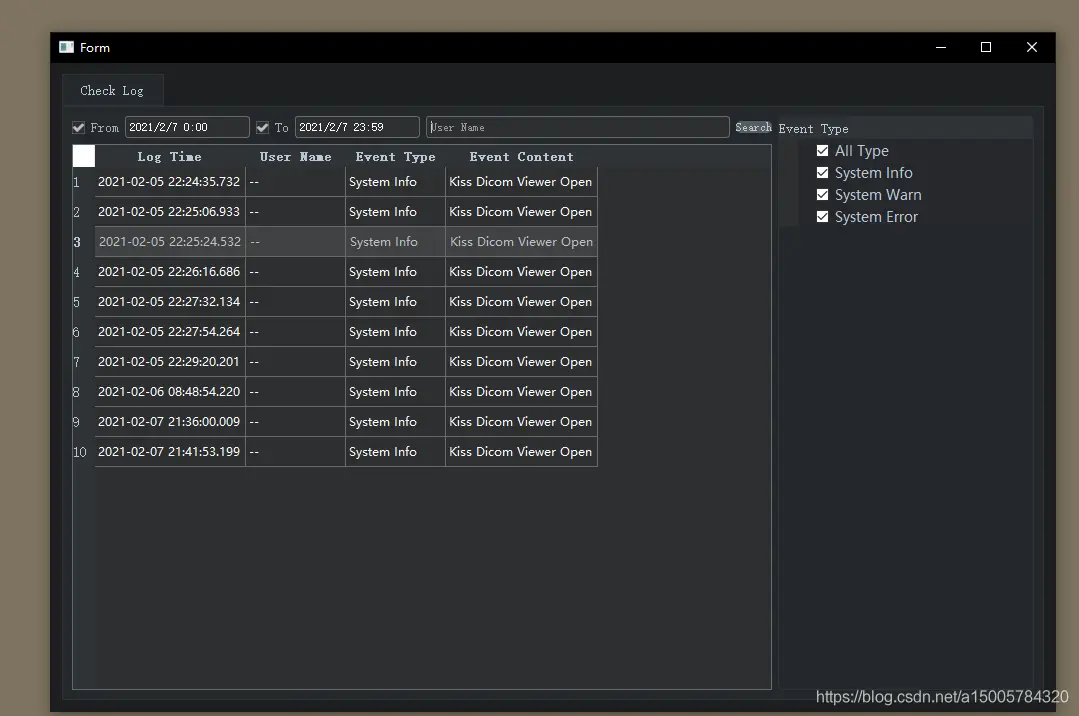 Form
Check Log
From 2021/2/7 0:00 To 2021/2/7 23:59 User Name Search
Event Type
All Type
System Info
System Warn
System Error
Log Time User Name Event Type Event Content
1 2021-02-05 22:24:35.732 -- System Info Kiss Dicom Viewer Open
2 2021-02-05 22:25:06.933 -- System Info Kiss Dicom Viewer Open
3 2021-02-05 22:25:24.532 -- System Info Kiss Dicom Viewer Open
4 2021-02-05 22:26:16.686 -- System Info Kiss Dicom Viewer Open
5 2021-02-05 22:27:32.134 -- System Info Kiss Dicom Viewer Open
6 2021-02-05 22:27:54.264 -- System Info Kiss Dicom Viewer Open
7 2021-02-05 22:29:20.201 -- System Info Kiss Dicom Viewer Open
8 2021-02-06 08:48:54.220 -- System Info Kiss Dicom Viewer Open
9 2021-02-07 21:36:00.009 -- System Info Kiss Dicom Viewer Open
10 2021-02-07 21:41:53.199 -- System Info Kiss Dicom Viewer Open
https://blog.csdn.net/a15005784320